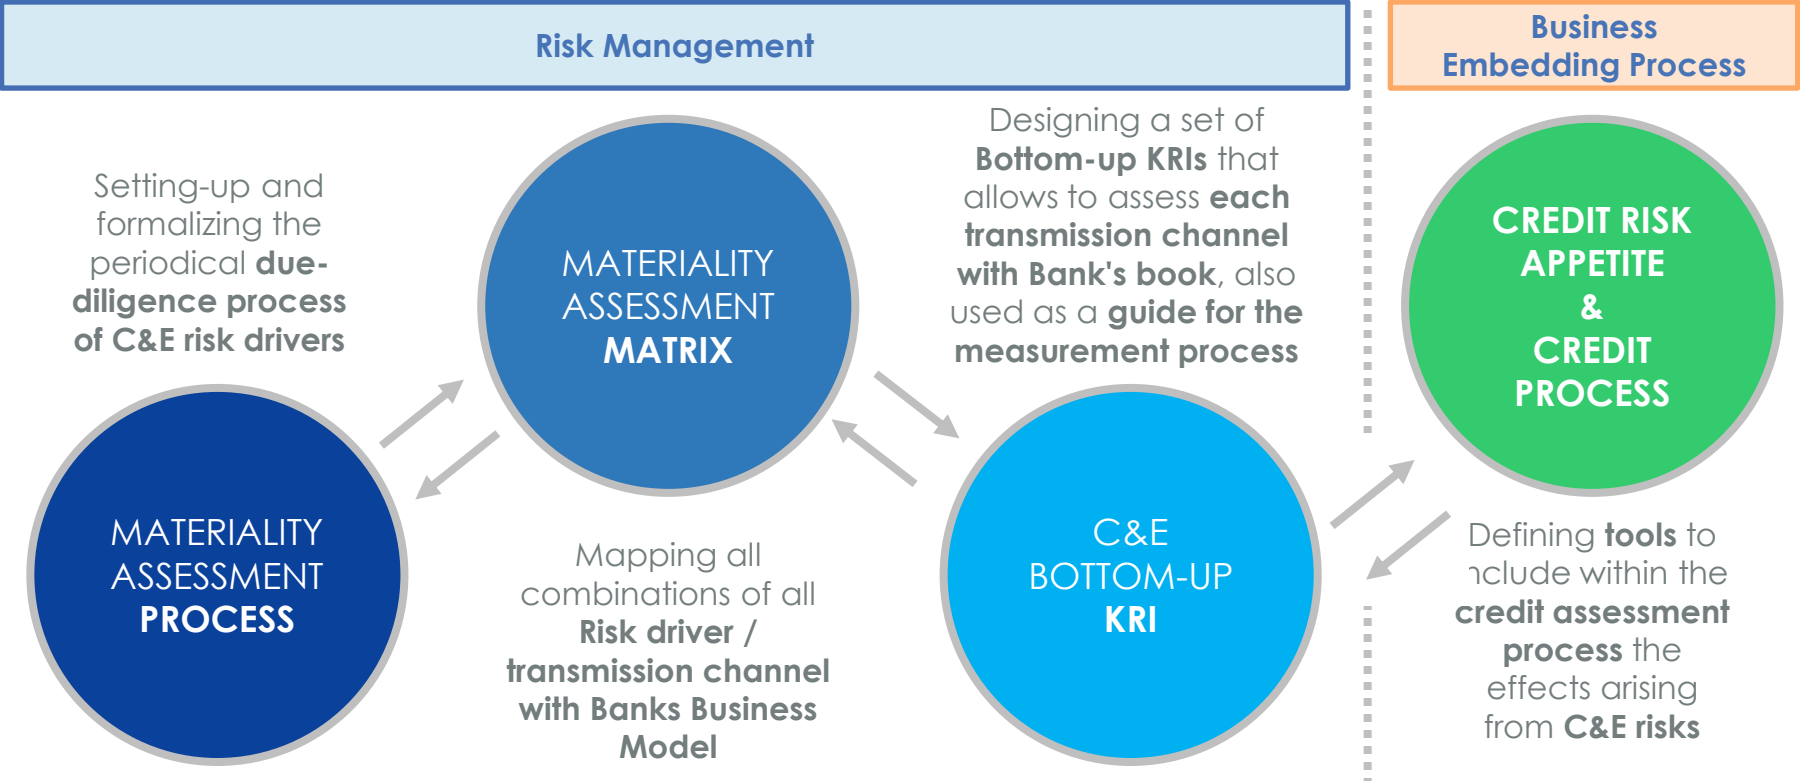 Risk Management
Business
Embedding Process
Setting-up and
formalizing the
periodical due-
diligence process
of C&E risk drivers
MATERIALITY
ASSESSMENT
PROCESS
MATERIALITY
ASSESSMENT
MATRIX
Mapping all
combinations of all
Risk driver /
transmission channel
with Banks Business
Model
Designing a set of
Bottom-up KRIs that
allows to assess each
transmission channel
with Bank's book, also
used as a guide for the
measurement process
C&E
BOTTOM-UP
KRI
CREDIT RISK
APPETITE
&
CREDIT
PROCESS
Defining tools to
include within the
credit assessment
process the
effects arising
from C&E risks